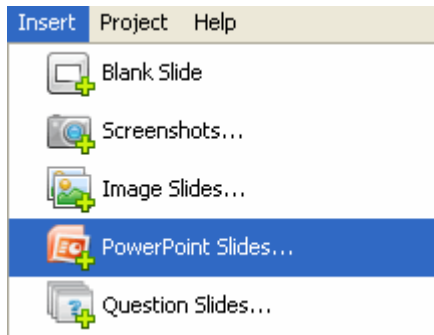 Insert Project Help
Blank Slide
Screenshots...
Image Slides...
PowerPoint Slides...
Question Slides...